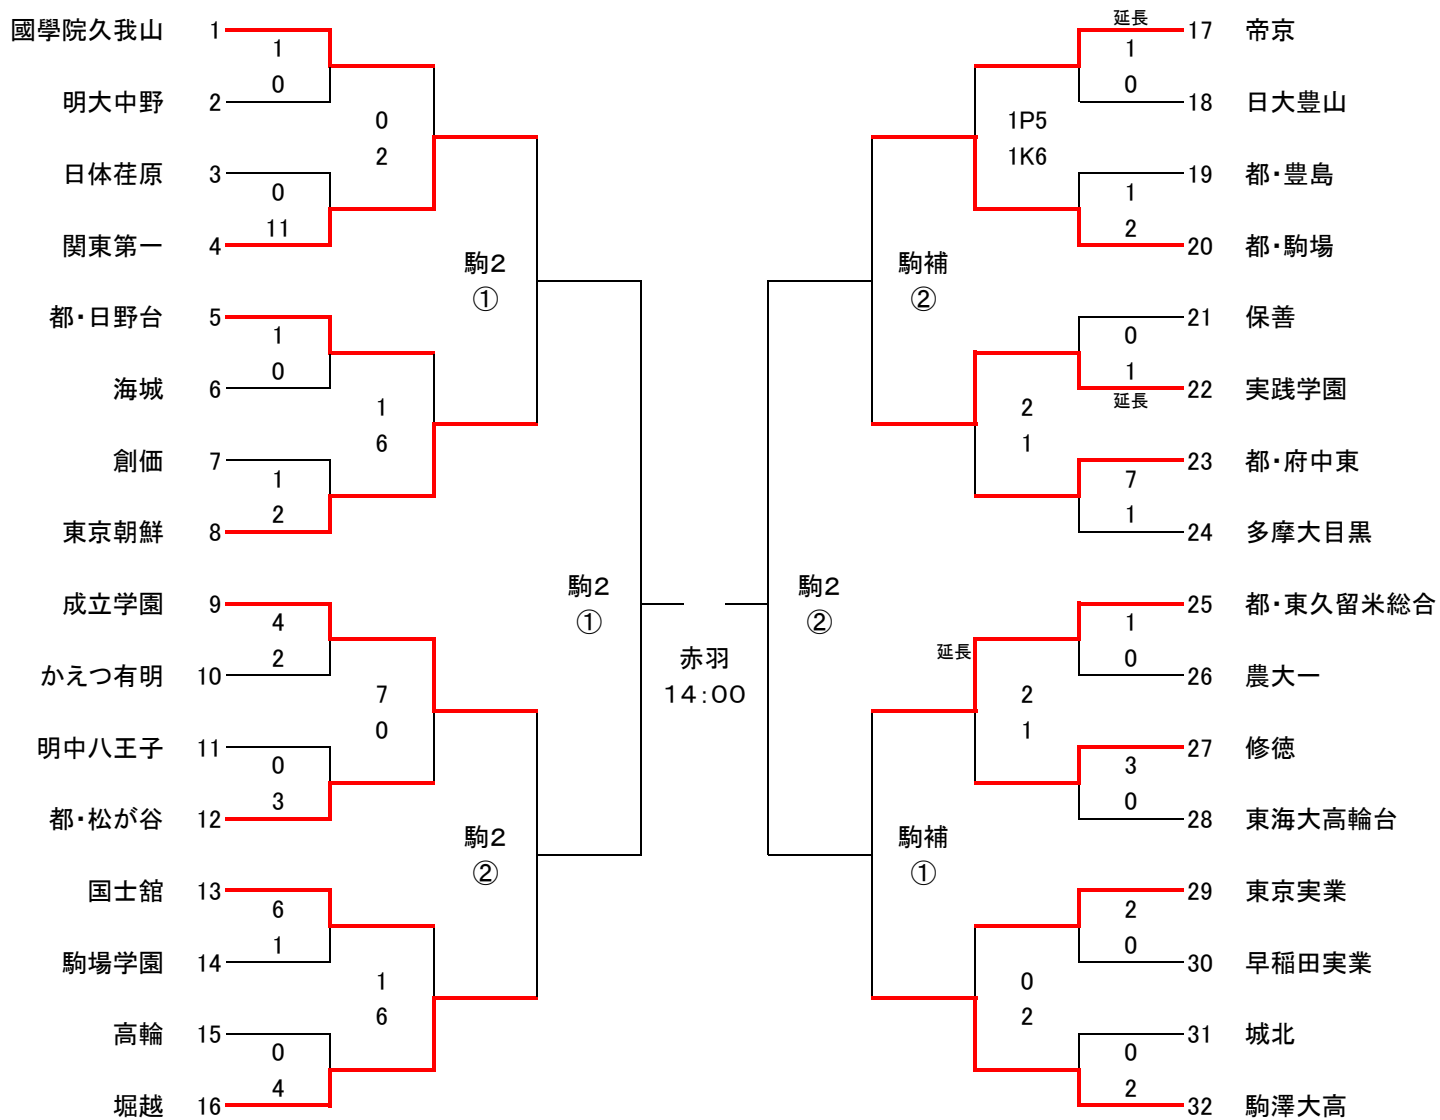 國學院久我山 1
1
0
明大中野 2
0
2
日体荏原 3
0
11
関東第一 4
駒2
①
都・日野台 5
1
0
海城 6
1
6
創価 7
1
2
東京朝鮮 8
駒2
①
成立学園 9
4
2
かえつ有明 10
7
0
明中八王子 11
0
3
都・松が谷 12
駒2
②
国士舘 13
6
1
駒場学園 14
1
6
高輪 15
0
4
堀越 16
赤羽
14:00
延長
17 帝京
1
0
18 日大豊山
1P5
1K6
19 都・豊島
1
2
20 都・駒場
駒補
②
21 保善
0
1
22 実践学園
延長
2
1
23 都・府中東
7
1
24 多摩大目黒
駒2
②
25 都・東久留米総合
1
0
26 農大一
延長
2
1
27 修徳
3
0
28 東海大高輪台
駒補
①
29 東京実業
2
0
30 早稲田実業
0
2
31 城北
0
2
32 駒澤大高